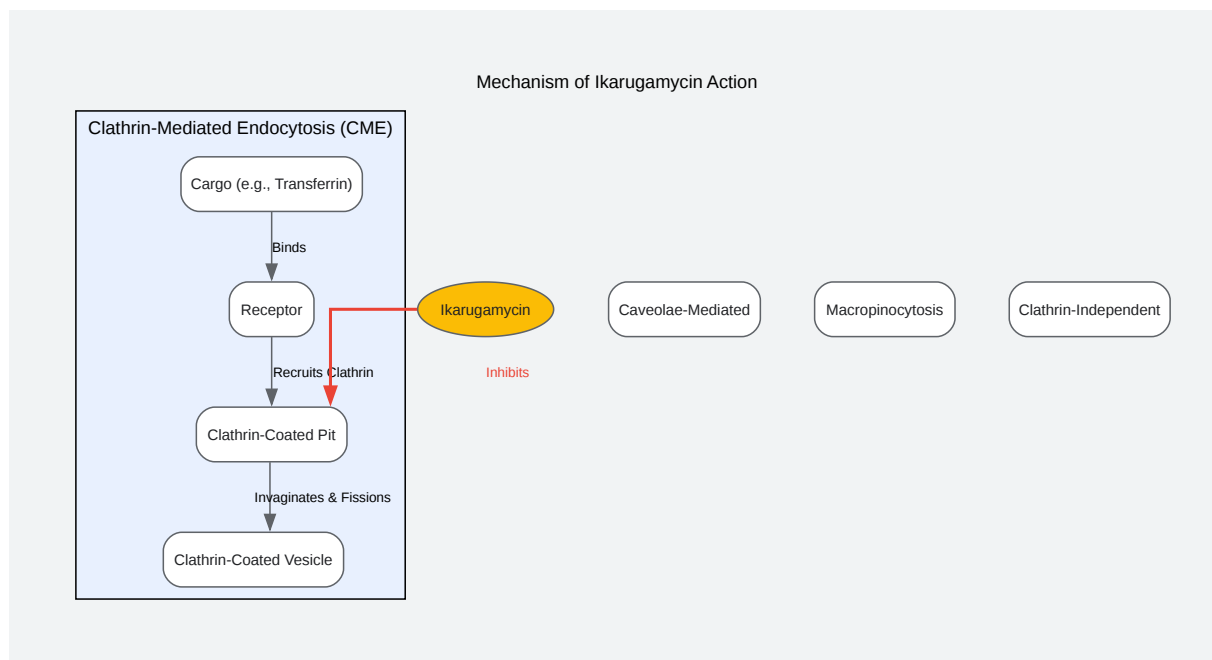 Mechanism of Ikarugamycin Action
Clathrin-Mediated Endocytosis (CME)
Cargo (e.g., Transferrin)
Binds
Receptor
Ikarugamycin
Caveolae-Mediated
Macropinocytosis
Clathrin-Independent
Recruits Clathrin
Inhibits
Clathrin-Coated Pit
Invaginates & Fissions
Clathrin-Coated Vesicle